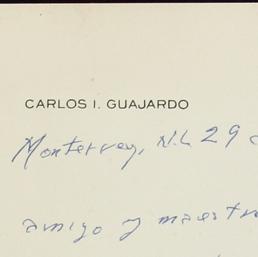 CARLOS I. GUAJARDO
Monterrey, N.L 29
amigo y maestro